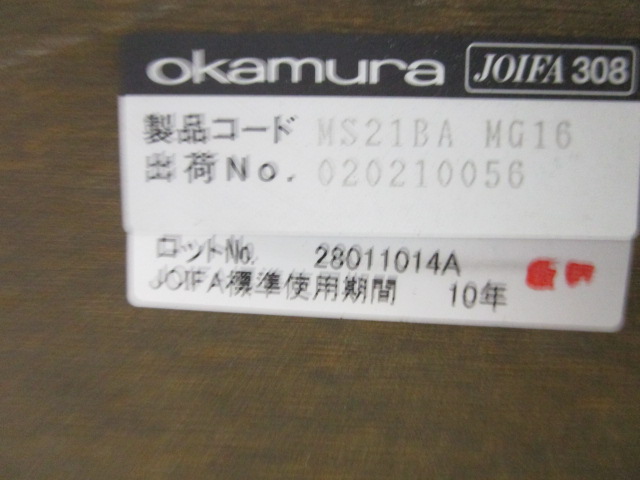 okamura JOIFA 308
製品コード MS21BA MG16
出荷No. 020210056
ロットNo. 28011014A
JOIFA標準使用期間 10年